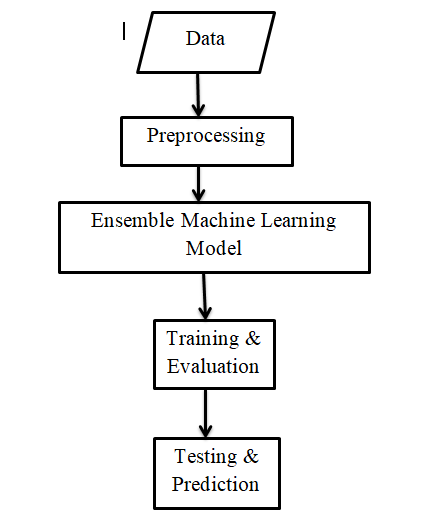 Data
Preprocessing
Ensemble Machine Learning
Model
Training &
Evaluation
Testing &
Prediction